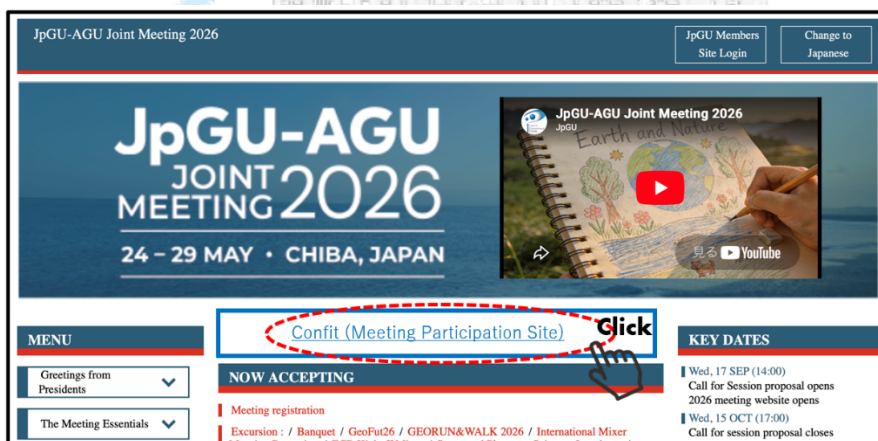 JpGU-AGU Joint Meeting 2026
JpGU Members
Site Login
Change to
Japanese
JpGU-AGU
JOINT
MEETING 2026
24 – 29 MAY • CHIBA, JAPAN
JpGU-AGU Joint Meeting 2026
JpGU
Earth and Nature
見る YouTube
Confit (Meeting Participation Site)
Click
MENU
Greetings from
Presidents
The Meeting Essentials
NOW ACCEPTING
Meeting registration
Excursion : / Banquet / GeoFut26 / GEORUN&WALK 2026 / International Mixer
KEY DATES
Wed, 17 SEP (14:00)
Call for Session proposal opens
2026 meeting website opens
Wed, 15 OCT (17:00)
Call for session proposal closes